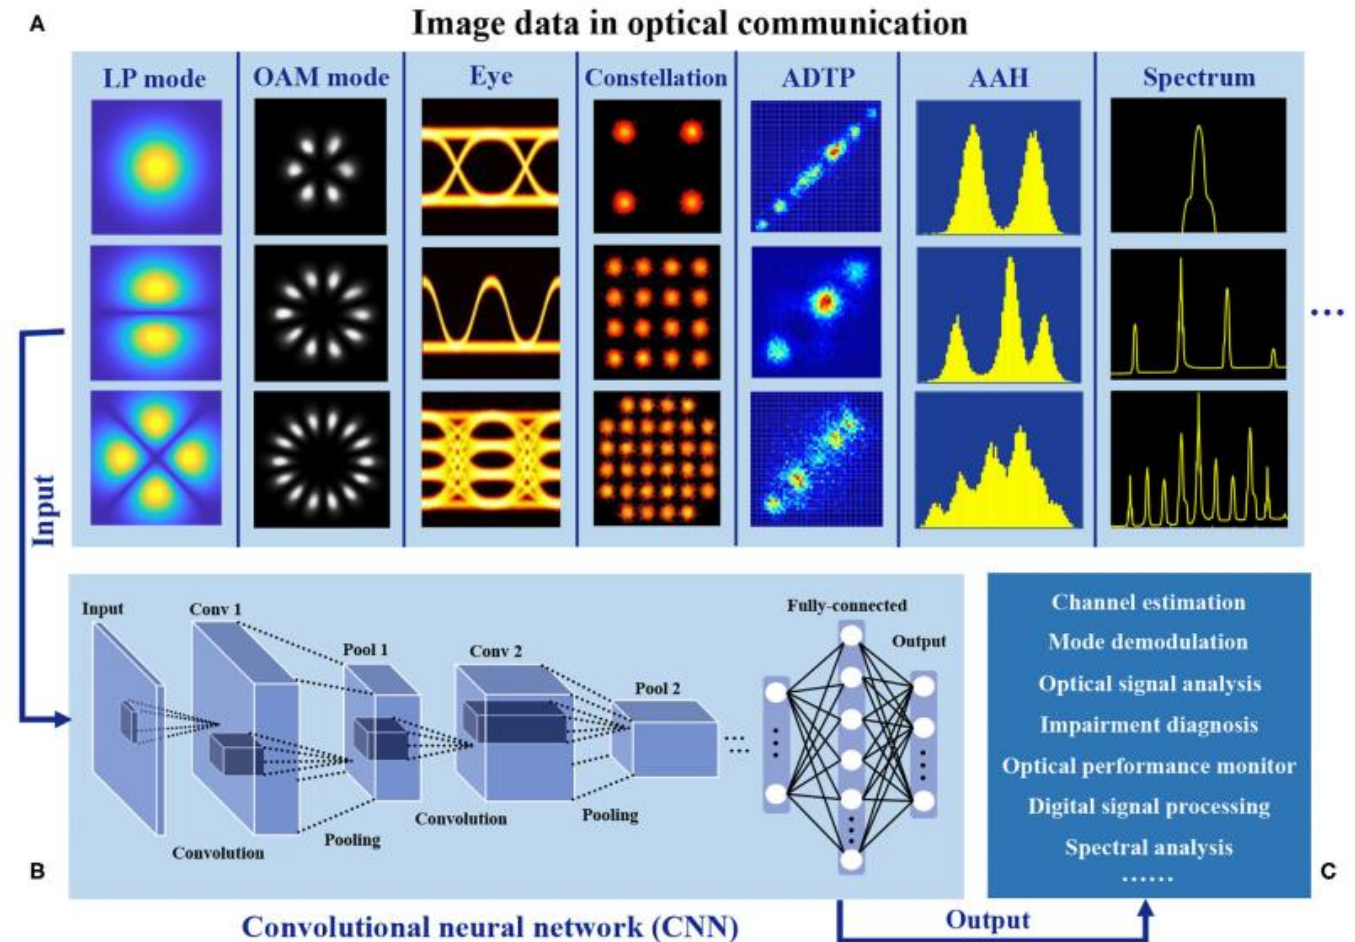 A
Image data in optical communication
LP mode
OAM mode
Eye
Constellation
ADTP
AAH
Spectrum
...
Input
Input
Conv 1
Pool 1
Conv 2
Pool 2
Fully-connected
Output
Convolution
Pooling
Convolution
Pooling
B
Convolutional neural network (CNN)
Channel estimation
Mode demodulation
Optical signal analysis
Impairment diagnosis
Optical performance monitor
Digital signal processing
Spectral analysis
......
C
Output